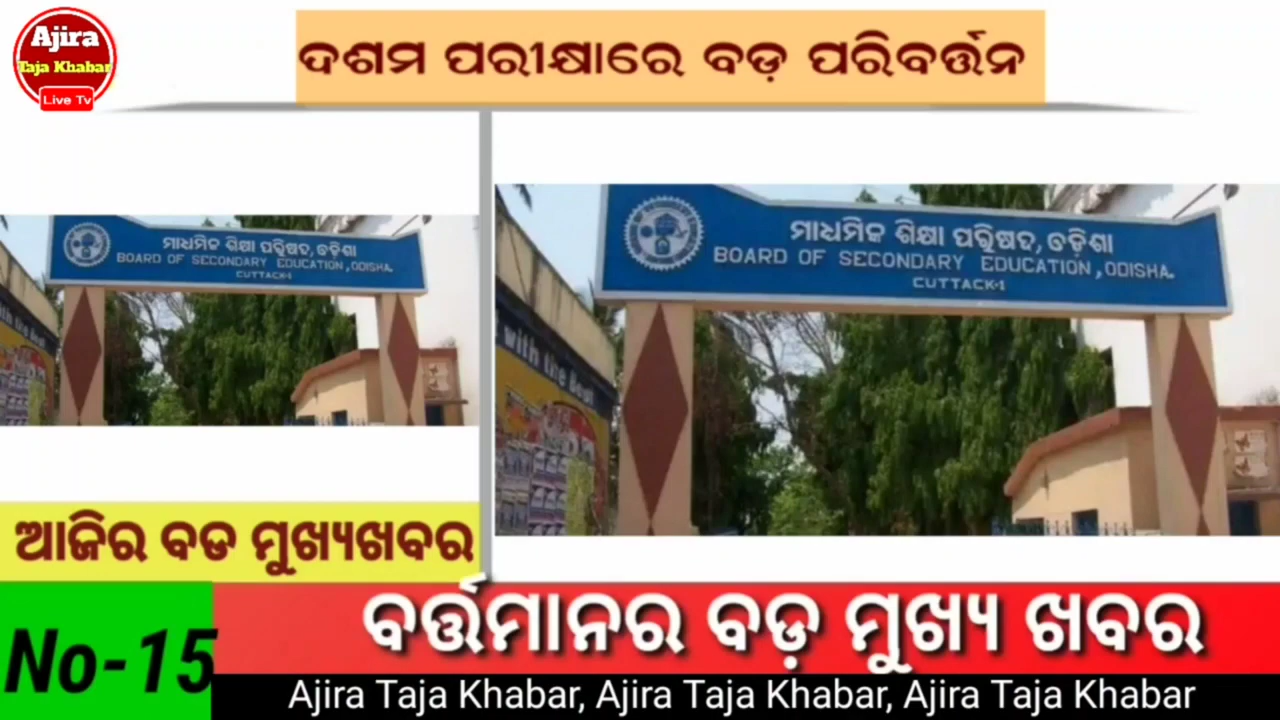 Ajira
Taja Khabar
Live Tv
ଦଶମ ପରୀକ୍ଷାରେ ବଡ଼ ପରିବର୍ତ୍ତନ
ମାଧ୍ୟମିକ ଶିକ୍ଷା ପରିଷଦ, ଓଡ଼ିଶା
BOARD OF SECONDARY EDUCATION, ODISHA.
CUTTACK-1
ମାଧ୍ୟମିକ ଶିକ୍ଷା ପରିଷଦ, ଓଡ଼ିଶା
BOARD OF SECONDARY EDUCATION, ODISHA.
CUTTACK-1
with the
ଆଜିର ବଡ ମୁଖ୍ୟଖବର
ବର୍ତ୍ତମାନର ବଡ଼ ମୁଖ୍ୟ ଖବର
No-15
Ajira Taja Khabar, Ajira Taja Khabar, Ajira Taja Khabar